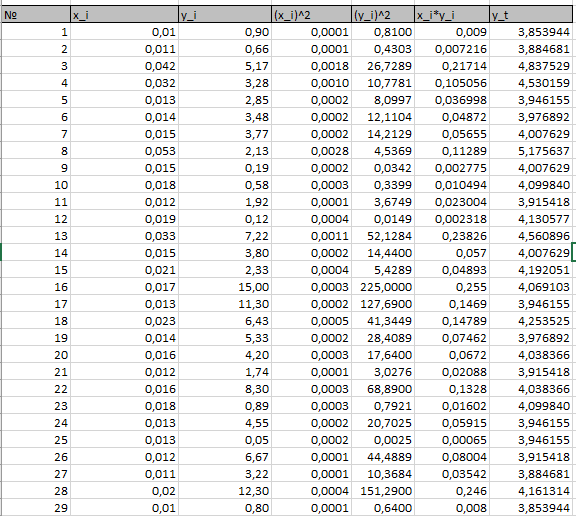 № x_i y_i (x_i)^2 (y_i)^2 x_i*y_i y_t
1 0,01 0,90 0,0001 0,8100 0,009 3,853944
2 0,011 0,66 0,0001 0,4303 0,007216 3,884681
3 0,042 5,17 0,0018 26,7289 0,21714 4,837529
4 0,032 3,28 0,0010 10,7781 0,105056 4,530159
5 0,013 2,85 0,0002 8,0997 0,036998 3,946155
6 0,014 3,48 0,0002 12,1104 0,04872 3,976892
7 0,015 3,77 0,0002 14,2129 0,05655 4,007629
8 0,053 2,13 0,0028 4,5369 0,11289 5,175637
9 0,015 0,19 0,0002 0,0342 0,002775 4,007629
10 0,018 0,58 0,0003 0,3399 0,010494 4,099840
11 0,012 1,92 0,0001 3,6749 0,023004 3,915418
12 0,019 0,12 0,0004 0,0149 0,002318 4,130577
13 0,033 7,22 0,0011 52,1284 0,23826 4,560896
14 0,015 3,80 0,0002 14,4400 0,057 4,007629
15 0,021 2,33 0,0004 5,4289 0,04893 4,192051
16 0,017 15,00 0,0003 225,0000 0,255 4,069103
17 0,013 11,30 0,0002 127,6900 0,1469 3,946155
18 0,023 6,43 0,0005 41,3449 0,14789 4,253525
19 0,014 5,33 0,0002 28,4089 0,07462 3,976892
20 0,016 4,20 0,0003 17,6400 0,0672 4,038366
21 0,012 1,74 0,0001 3,0276 0,02088 3,915418
22 0,016 8,30 0,0003 68,8900 0,1328 4,038366
23 0,018 0,89 0,0003 0,7921 0,01602 4,099840
24 0,013 4,55 0,0002 20,7025 0,05915 3,946155
25 0,013 0,05 0,0002 0,0025 0,00065 3,946155
26 0,012 6,67 0,0001 44,4889 0,08004 3,915418
27 0,011 3,22 0,0001 10,3684 0,03542 3,884681
28 0,02 12,30 0,0004 151,2900 0,246 4,161314
29 0,01 0,80 0,0001 0,6400 0,008 3,853944